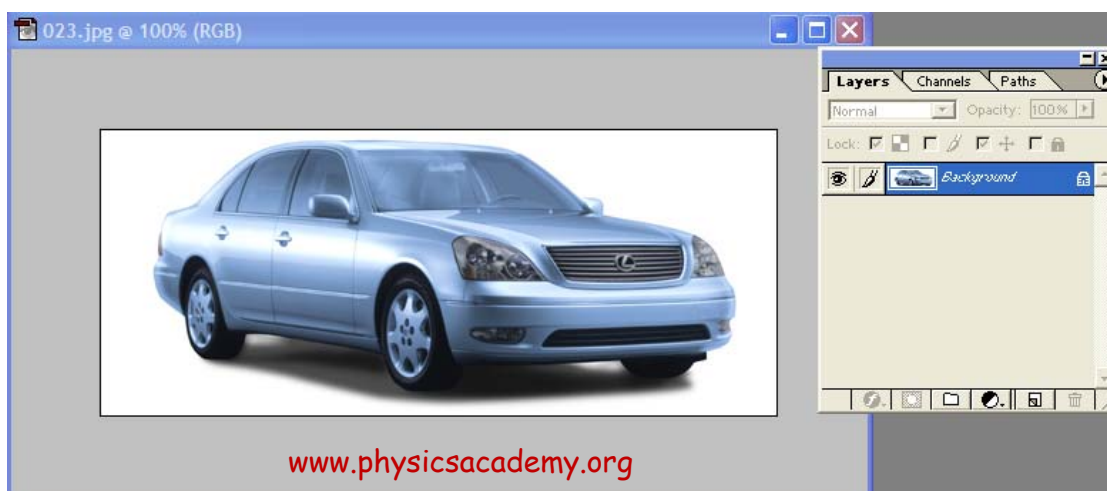 023.jpg @ 100% (RGB)
Layers Channels Paths
Normal Opacity: 100%
Lock:
Background
www.physicsacademy.org